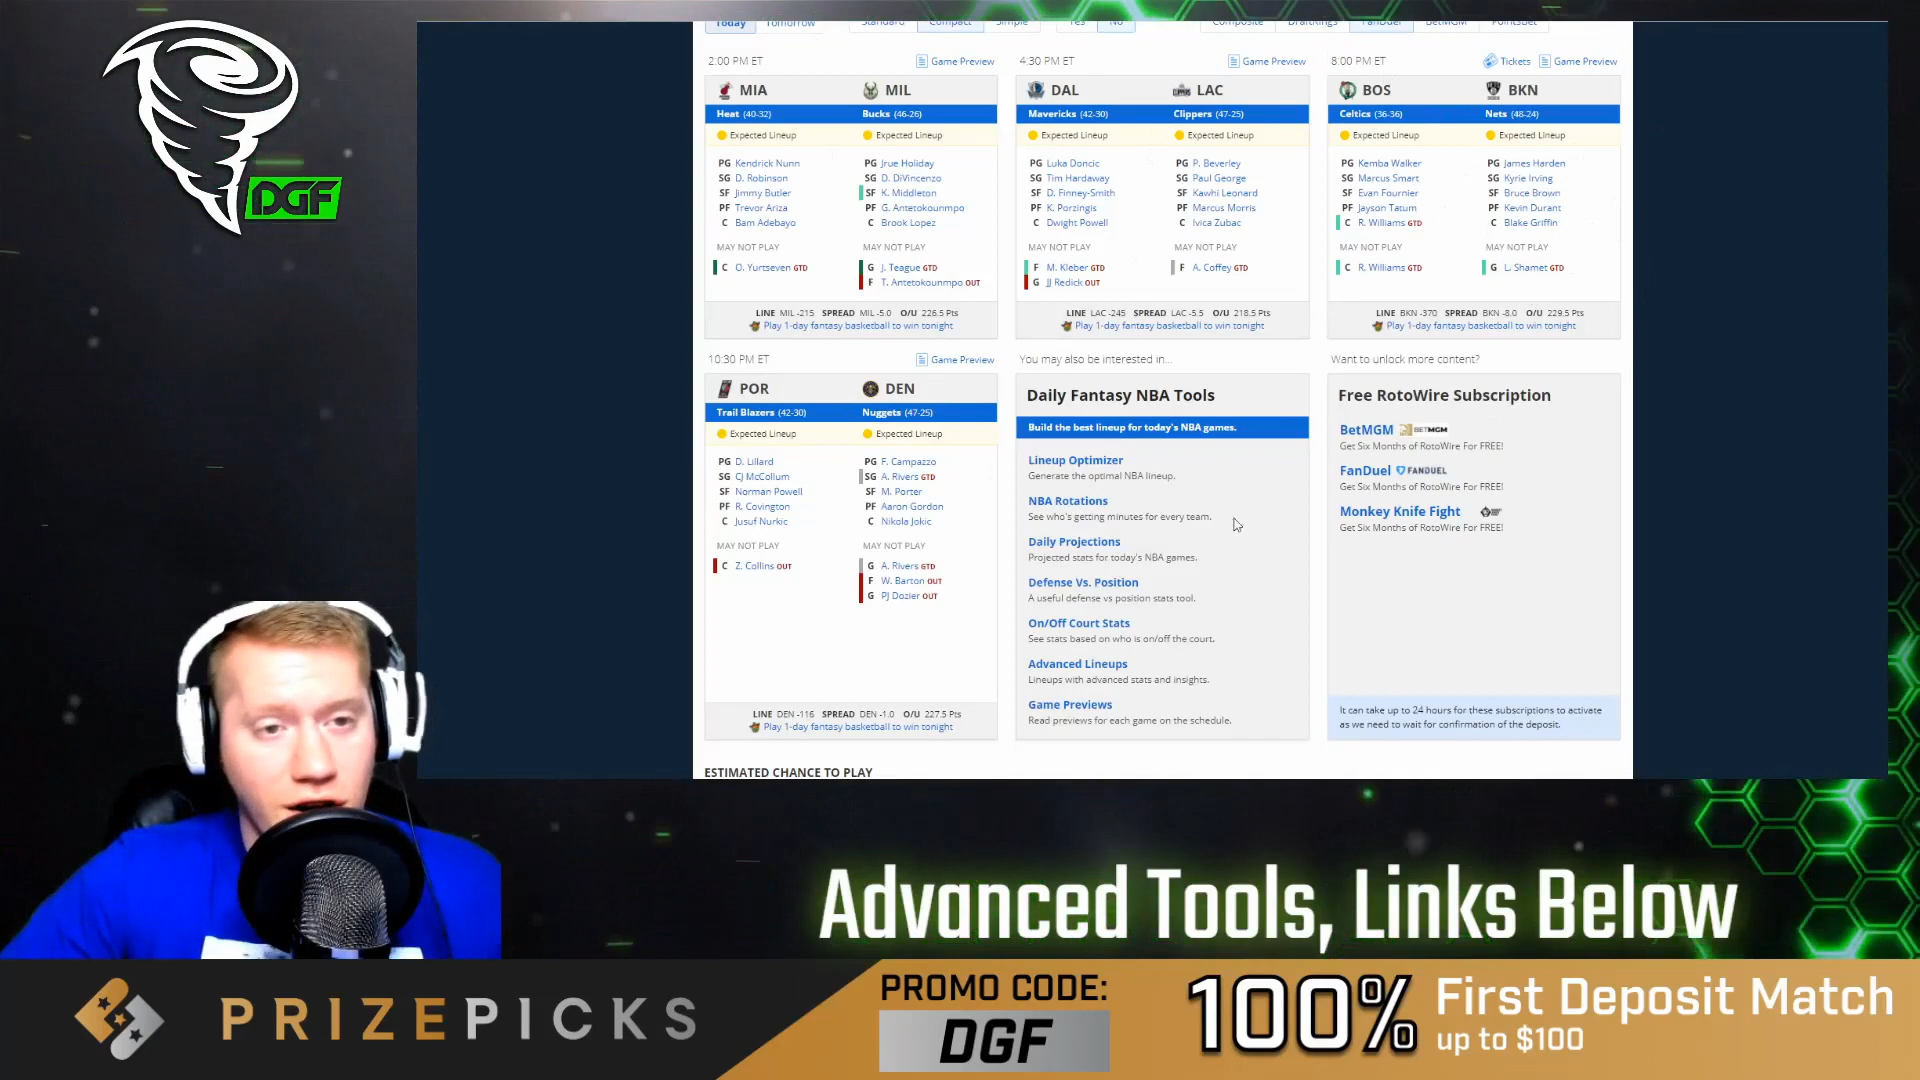 Today Tomorrow Standard Compact Simple Yes No Composite DraftKings FanDuel BetMGM PointsBet
2:00 PM ET Game Preview
MIA MIL
Heat (40-32) Bucks (46-26)
Expected Lineup Expected Lineup
PG Kendrick Nunn PG Jrue Holiday
SG D. Robinson SG D. DiVincenzo
SF Jimmy Butler SF K. Middleton
PF Trevor Ariza PF G. Antetokounmpo
C Bam Adebayo C Brook Lopez
MAY NOT PLAY MAY NOT PLAY
C O. Yurtseven GTD G J. Teague GTD
F T. Antetokounmpo OUT
LINE MIL -215 SPREAD MIL -5.0 O/U 226.5 Pts
Play 1-day fantasy basketball to win tonight
4:30 PM ET Game Preview
DAL LAC
Mavericks (42-30) Clippers (47-25)
Expected Lineup Expected Lineup
PG Luka Doncic PG P. Beverley
SG Tim Hardaway SG Paul George
SF D. Finney-Smith SF Kawhi Leonard
PF K. Porzingis PF Marcus Morris
C Dwight Powell C Ivica Zubac
MAY NOT PLAY MAY NOT PLAY
F M. Kleber GTD F A. Coffey GTD
G JJ Redick OUT
LINE LAC -245 SPREAD LAC -5.5 O/U 218.5 Pts
Play 1-day fantasy basketball to win tonight
8:00 PM ET Tickets Game Preview
BOS BKN
Celtics (36-36) Nets (48-24)
Expected Lineup Expected Lineup
PG Kemba Walker PG James Harden
SG Marcus Smart SG Kyrie Irving
SF Evan Fournier SF Bruce Brown
PF Jayson Tatum PF Kevin Durant
C R. Williams GTD C Blake Griffin
MAY NOT PLAY MAY NOT PLAY
C R. Williams GTD G L. Shamet GTD
LINE BKN -370 SPREAD BKN -8.0 O/U 229.5 Pts
Play 1-day fantasy basketball to win tonight
10:30 PM ET Game Preview
POR DEN
Trail Blazers (42-30) Nuggets (47-25)
Expected Lineup Expected Lineup
PG D. Lillard PG F. Campazzo
SG CJ McCollum SG A. Rivers GTD
SF Norman Powell SF M. Porter
PF R. Covington PF Aaron Gordon
C Jusuf Nurkic C Nikola Jokic
MAY NOT PLAY MAY NOT PLAY
C Z. Collins OUT G A. Rivers GTD
F W. Barton OUT
G PJ Dozier OUT
LINE DEN -116 SPREAD DEN -1.0 O/U 227.5 Pts
Play 1-day fantasy basketball to win tonight
You may also be interested in...
Daily Fantasy NBA Tools
Build the best lineup for today's NBA games.
Lineup Optimizer
Generate the optimal NBA lineup.
NBA Rotations
See who's getting minutes for every team.
Daily Projections
Projected stats for today's NBA games.
Defense Vs. Position
A useful defense vs position stats tool.
On/Off Court Stats
See stats based on who is on/off the court.
Advanced Lineups
Lineups with advanced stats and insights.
Game Previews
Read previews for each game on the schedule.
Want to unlock more content?
Free RotoWire Subscription
BetMGM BETMGM
Get Six Months of RotoWire For FREE!
FanDuel FANDUEL
Get Six Months of RotoWire For FREE!
Monkey Knife Fight
Get Six Months of RotoWire For FREE!
It can take up to 24 hours for these subscriptions to activate
as we need to wait for confirmation of the deposit.
ESTIMATED CHANCE TO PLAY
DGF
Advanced Tools, Links Below
PRIZEPICKS
PROMO CODE:
DGF
100%
First Deposit Match
up to $100